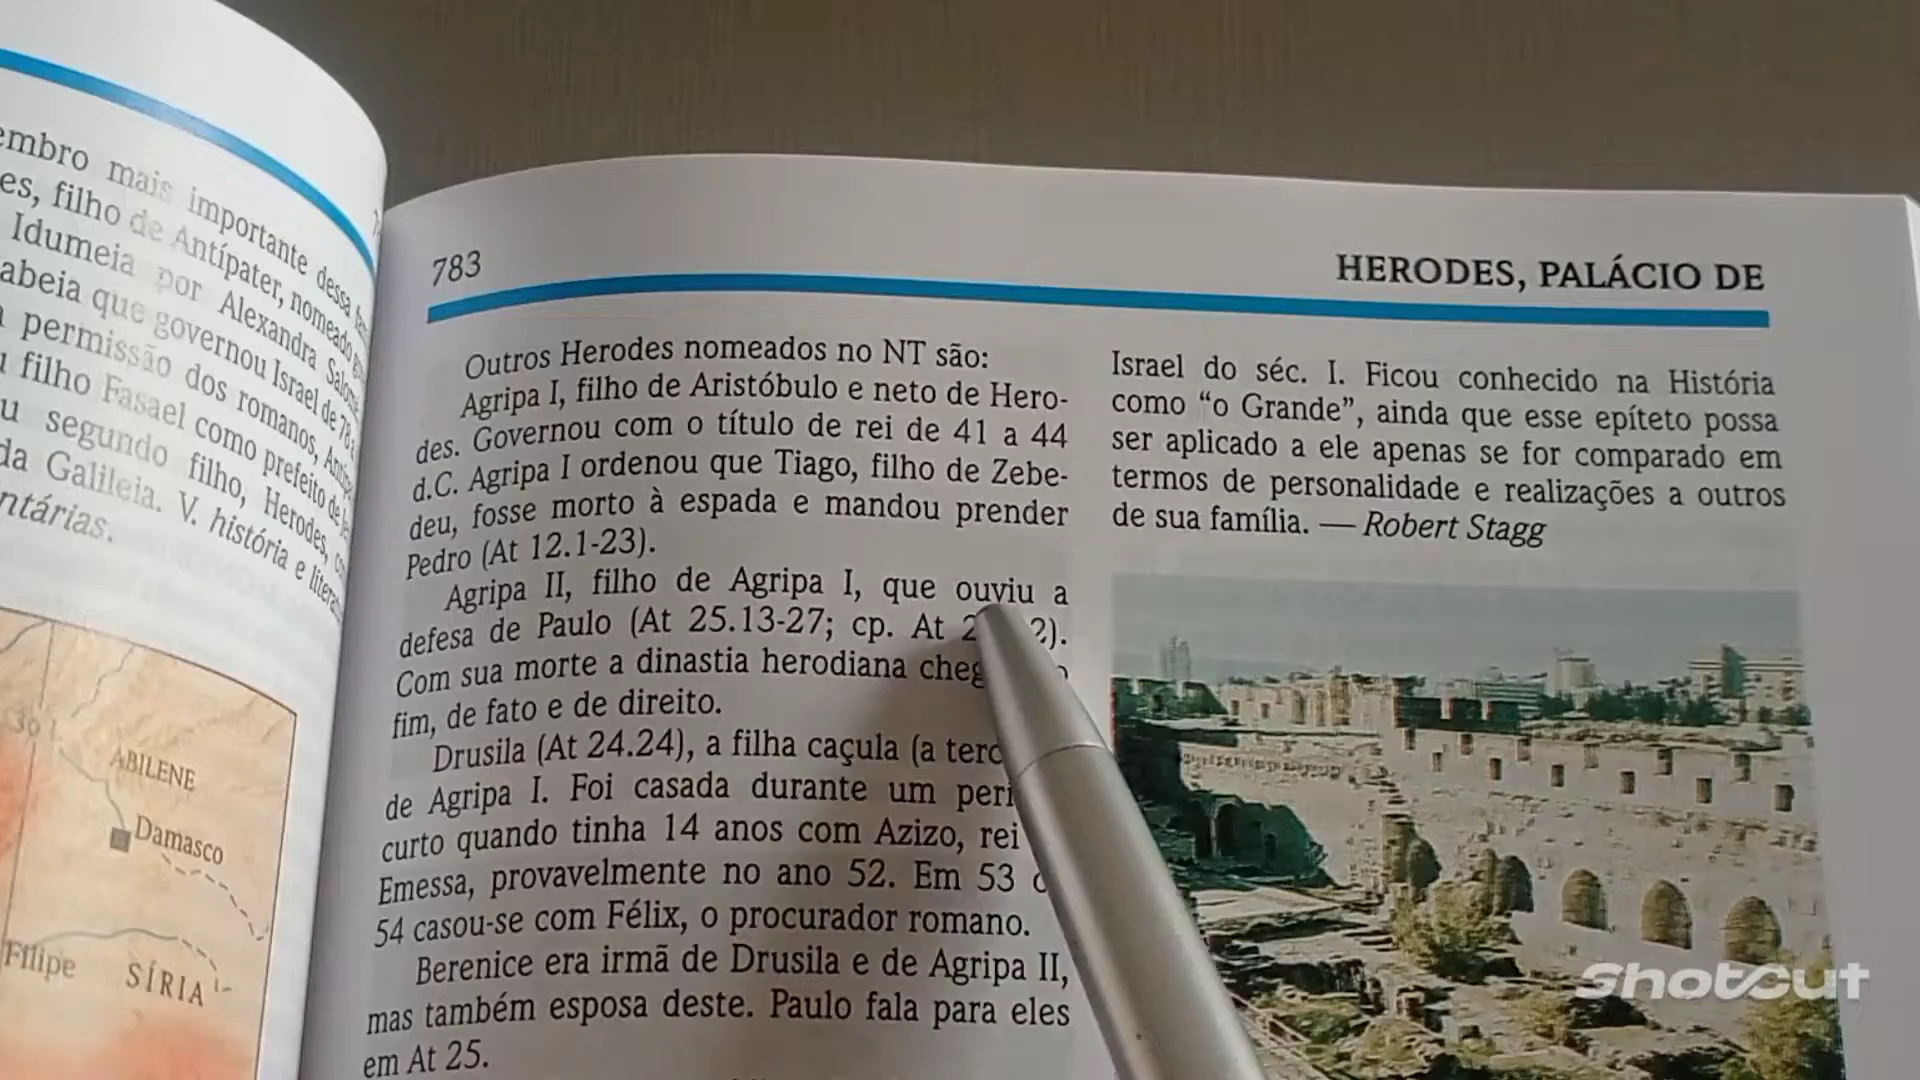 embro mais importante dessa
es, filho de Antípater, nomeado
Idumeia por Alexandra Salomé
abeia que governou Israel de 78 a
permissão dos romanos,
filho Fasael como prefeito de
u segundo filho, Herodes,
da Galileia. V. história e
ntárias.
ABILENE
Damasco
Filipe
SÍRIA
783
HERODES, PALÁCIO DE
Outros Herodes nomeados no NT são:
Agripa I, filho de Aristóbulo e neto de Hero-
des. Governou com o título de rei de 41 a 44
d.C. Agripa I ordenou que Tiago, filho de Zebe-
deu, fosse morto à espada e mandou prender
Pedro (At 12.1-23).
Agripa II, filho de Agripa I, que ouviu a
defesa de Paulo (At 25.13-27; cp. At 2 2).
Com sua morte a dinastia herodiana
fim, de fato e de direito.
Drusila (At 24.24), a filha caçula (a
de Agripa I. Foi casada durante um
curto quando tinha 14 anos com Azizo, rei
Emessa, provavelmente no ano 52. Em 53
54 casou-se com Félix, o procurador romano.
Berenice era irmã de Drusila e de Agripa II,
mas também esposa deste. Paulo fala para eles
em At 25.
Israel do séc. I. Ficou conhecido na História
como “o Grande”, ainda que esse epíteto possa
ser aplicado a ele apenas se for comparado em
termos de personalidade e realizações a outros
de sua família. — Robert Stagg
ShotCut